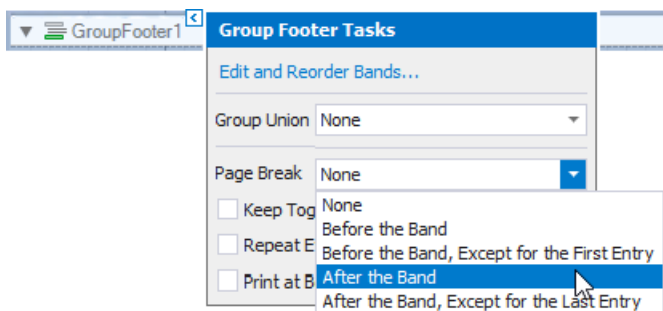 GroupFooter1
Group Footer Tasks
Edit and Reorder Bands...
Group Union None
Page Break None
None
Keep Tog
Before the Band
Repeat E
Before the Band, Except for the First Entry
Print at B
After the Band
After the Band, Except for the Last Entry